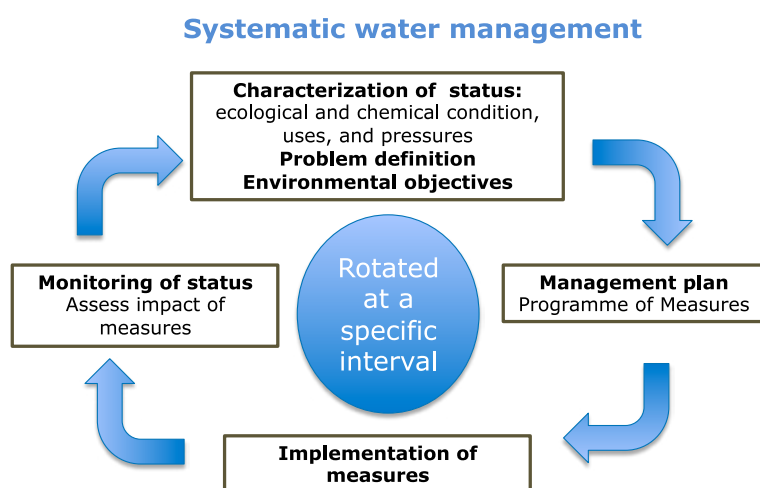 Systematic water management
Characterization of status:
ecological and chemical condition,
uses, and pressures
Problem definition
Environmental objectives
Monitoring of status
Assess impact of
measures
Rotated
at a
specific
interval
Management plan
Programme of Measures
Implementation of
measures